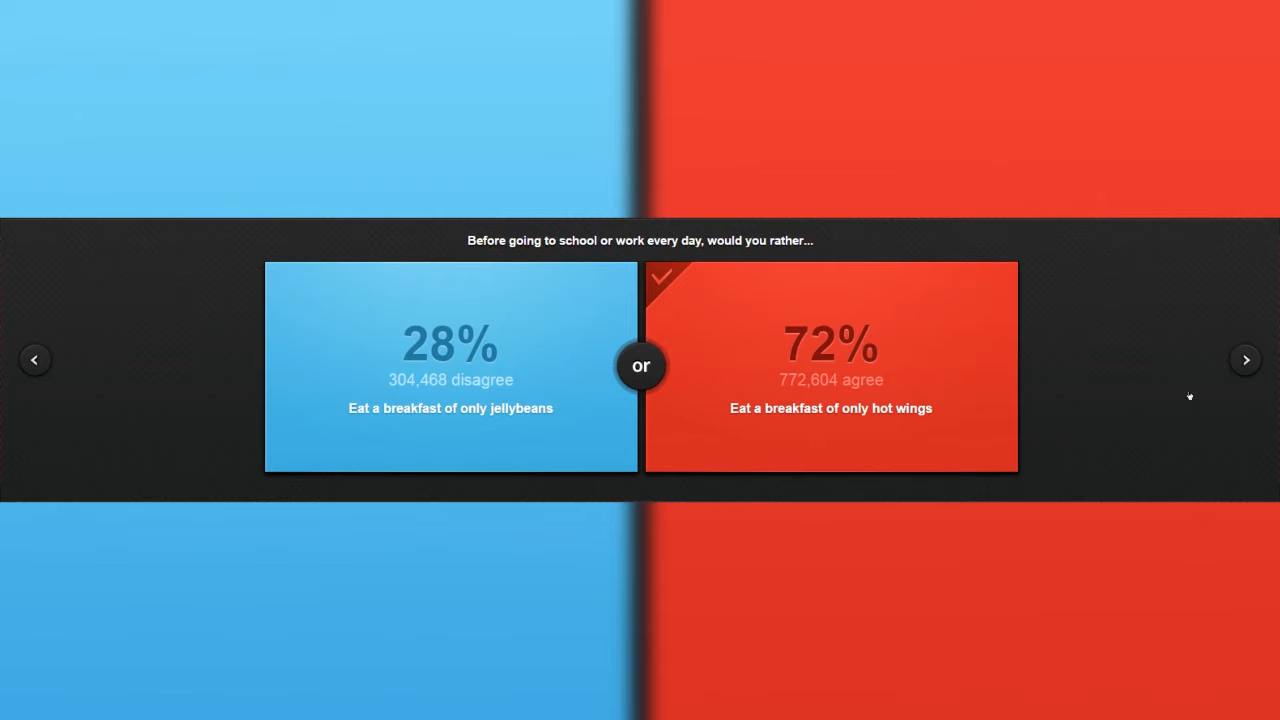 Before going to school or work every day, would you rather...
28%
304,468 disagree
Eat a breakfast of only jellybeans
or
72%
772,604 agree
Eat a breakfast of only hot wings